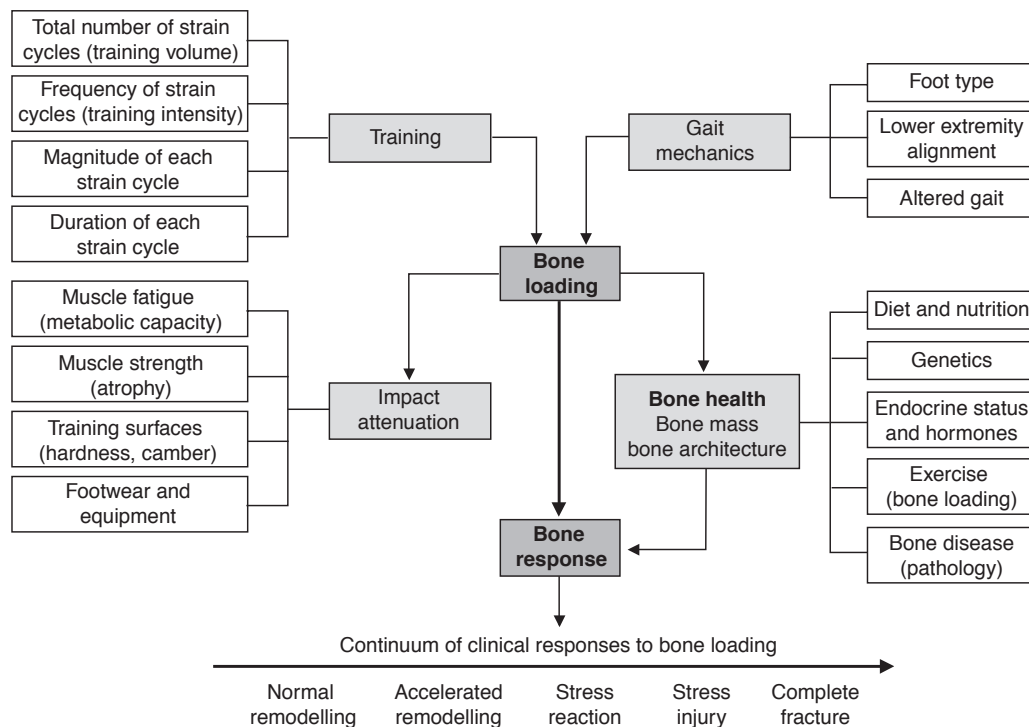 Total number of strain
cycles (training volume)
Frequency of strain
cycles (training intensity)
Magnitude of each
strain cycle
Duration of each
strain cycle
Training
Gait
mechanics
Foot type
Lower extremity
alignment
Altered gait
Bone
loading
Muscle fatigue
(metabolic capacity)
Muscle strength
(atrophy)
Training surfaces
(hardness, camber)
Footwear and
equipment
Impact
attenuation
Bone health
Bone mass
bone architecture
Diet and nutrition
Genetics
Endocrine status
and hormones
Exercise
(bone loading)
Bone disease
(pathology)
Bone
response
Continuum of clinical responses to bone loading
Normal
remodelling
Accelerated
remodelling
Stress
reaction
Stress
injury
Complete
fracture